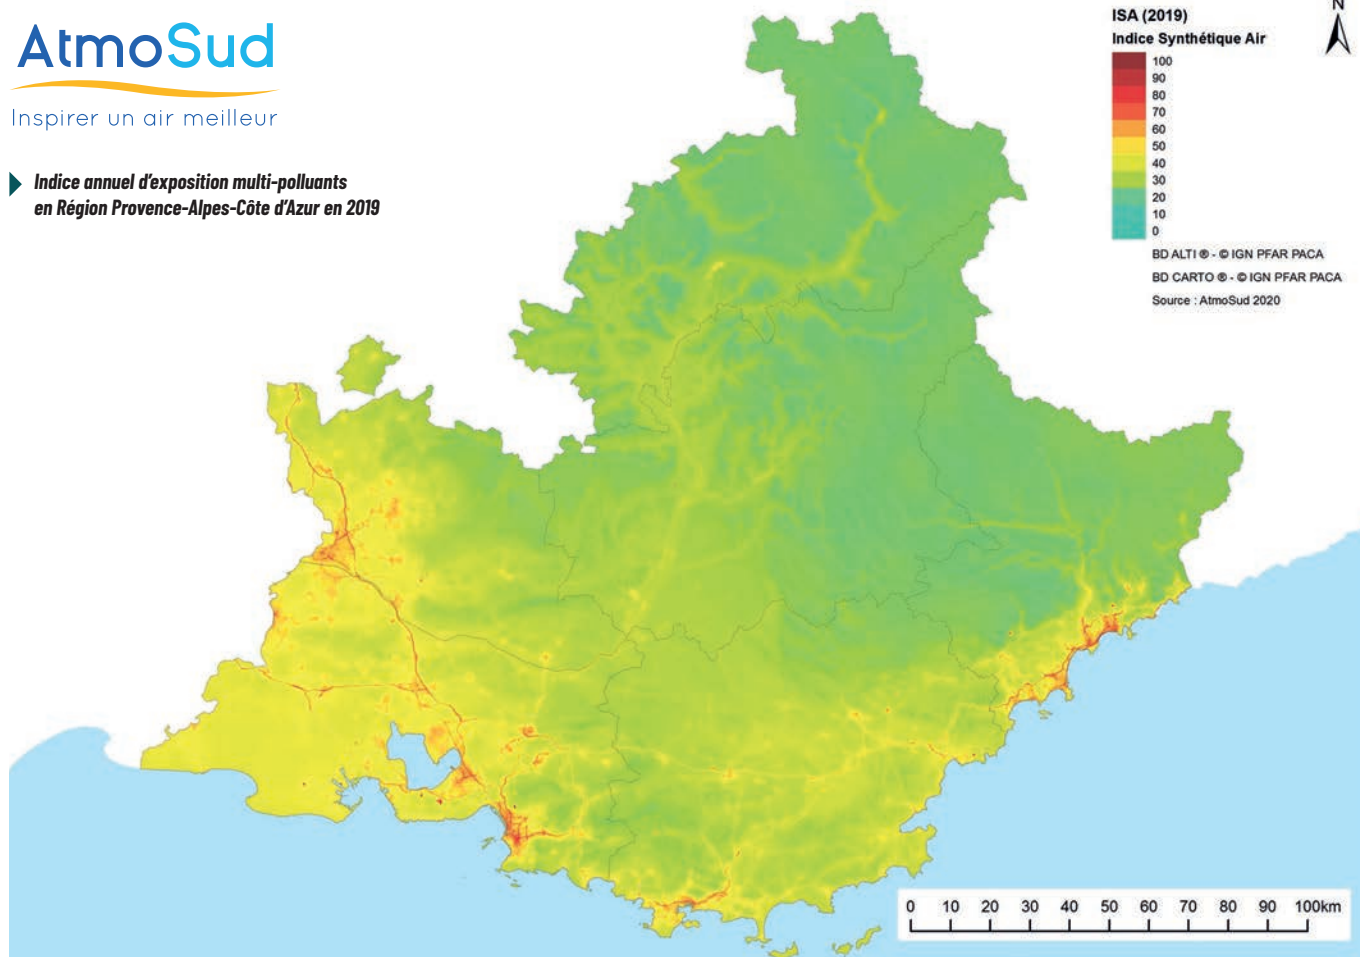 AtmoSud
Inspirer un air meilleur
Indice annuel d'exposition multi-polluants
en Région Provence-Alpes-Côte d'Azur en 2019
N
ISA (2019)
Indice Synthétique Air
100
90
80
70
60
50
40
30
20
10
0
BD ALTI ® - © IGN PFAR PACA
BD CARTO ® - © IGN PFAR PACA
Source : AtmoSud 2020
0 10 20 30 40 50 60 70 80 90 100km